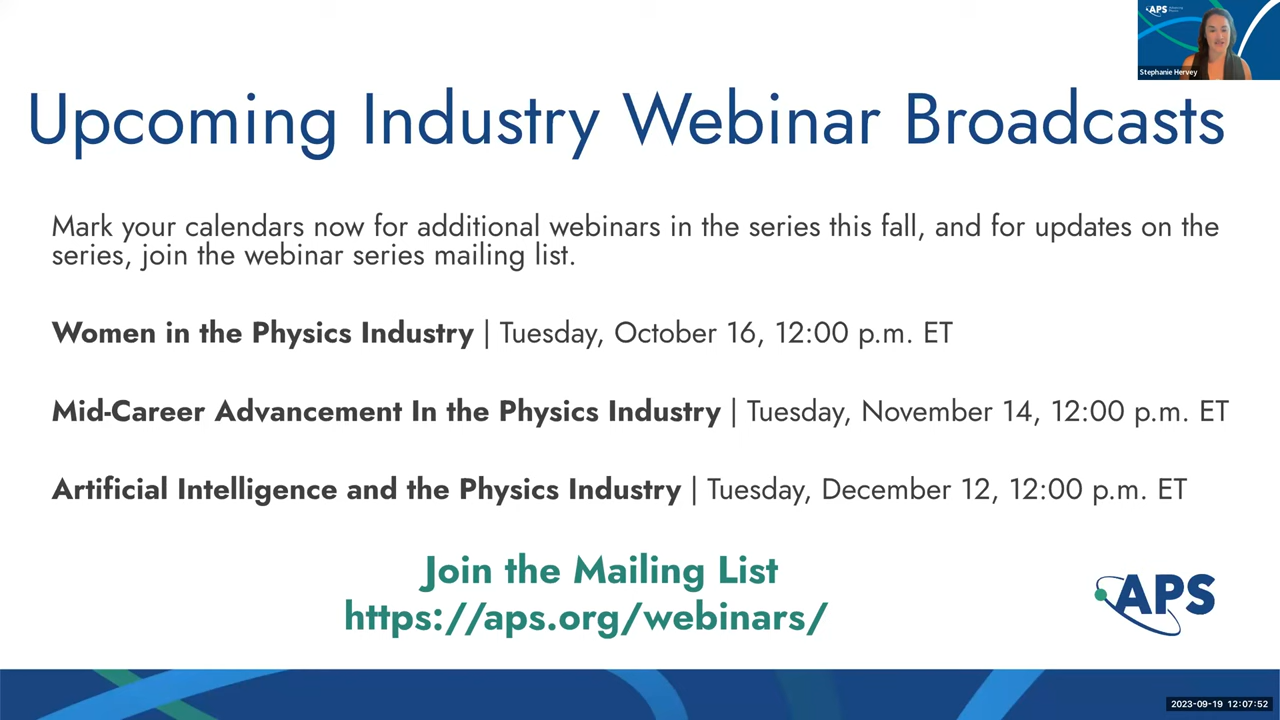 APS
Stephanie Hervey
Upcoming Industry Webinar Broadcasts
Mark your calendars now for additional webinars in the series this fall, and for updates on the
series, join the webinar series mailing list.
Women in the Physics Industry | Tuesday, October 16, 12:00 p.m. ET
Mid-Career Advancement In the Physics Industry | Tuesday, November 14, 12:00 p.m. ET
Artificial Intelligence and the Physics Industry | Tuesday, December 12, 12:00 p.m. ET
Join the Mailing List
https://aps.org/webinars/
APS
2023-09-19 12:07:52